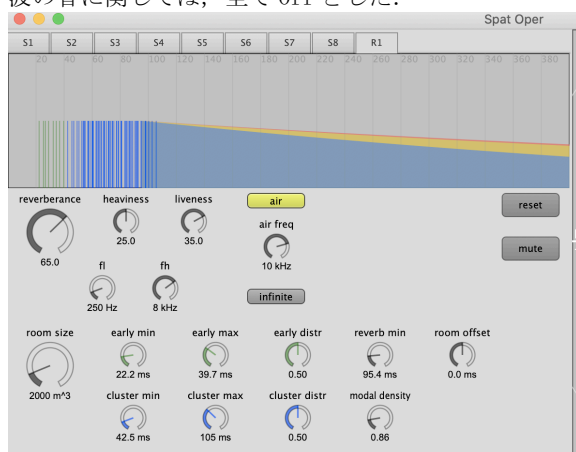 波の音に関しては，全て off とした．
Spat Oper
S1 S2 S3 S4 S5 S6 S7 S8 R1
20 40 60 80 100 120 140 160 180 200 220 240 260 280 300 320 340 360 380
reverberance heaviness liveness air reset
air freq
65.0 25.0 35.0 10 kHz mute
fl fh
250 Hz 8 kHz infinite
room size early min early max early distr reverb min room offset
22.2 ms 39.7 ms 0.50 95.4 ms 0.0 ms
2000 m^3 cluster min cluster max cluster distr modal density
42.5 ms 105 ms 0.50 0.86